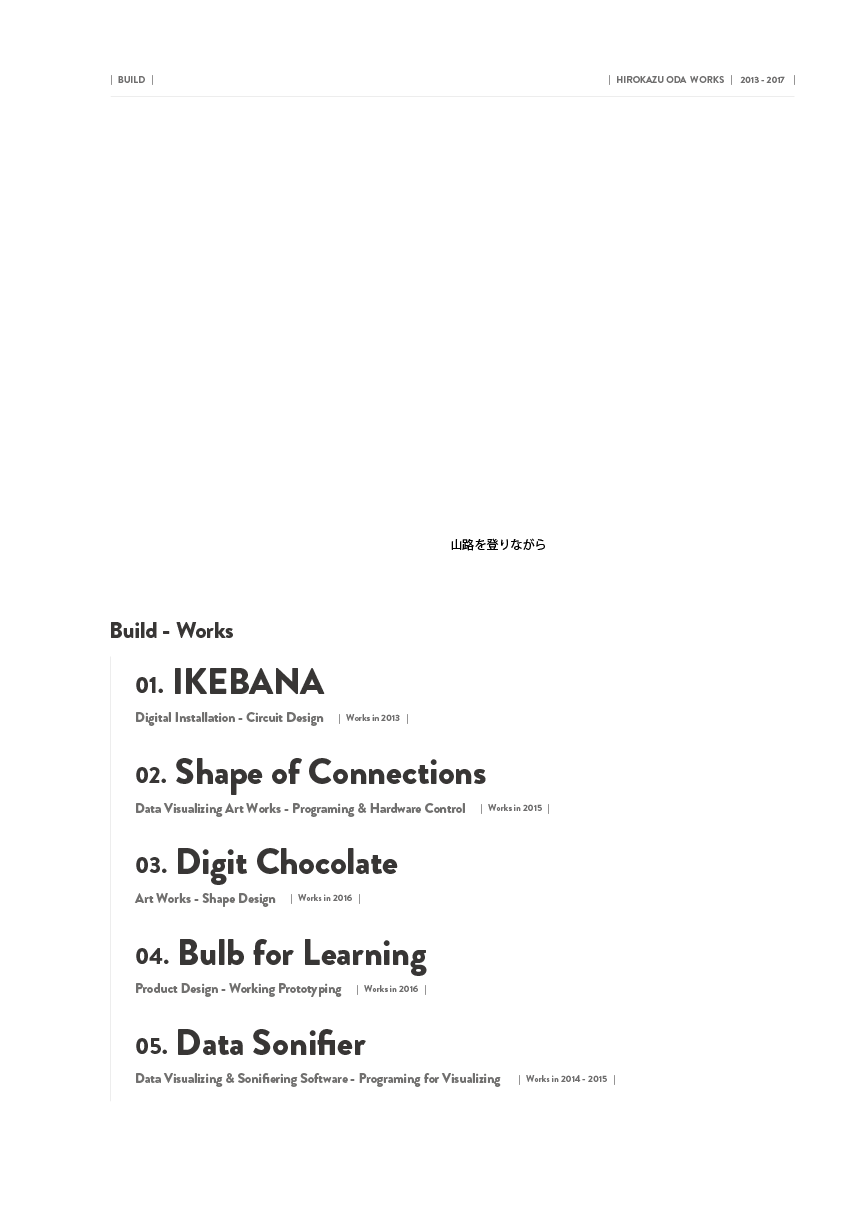 | BUILD |
| HIROKAZU ODA WORKS | 2013 - 2017 |
山路を登りながら
Build - Works
01. IKEBANA
Digital Installation - Circuit Design | Works in 2013 |
02. Shape of Connections
Data Visualizing Art Works - Programing & Hardware Control | Works in 2015 |
03. Digit Chocolate
Art Works - Shape Design | Works in 2016 |
04. Bulb for Learning
Product Design - Working Prototyping | Works in 2016 |
05. Data Sonifier
Data Visualizing & Sonifiering Software - Programing for Visualizing | Works in 2014 - 2015 |